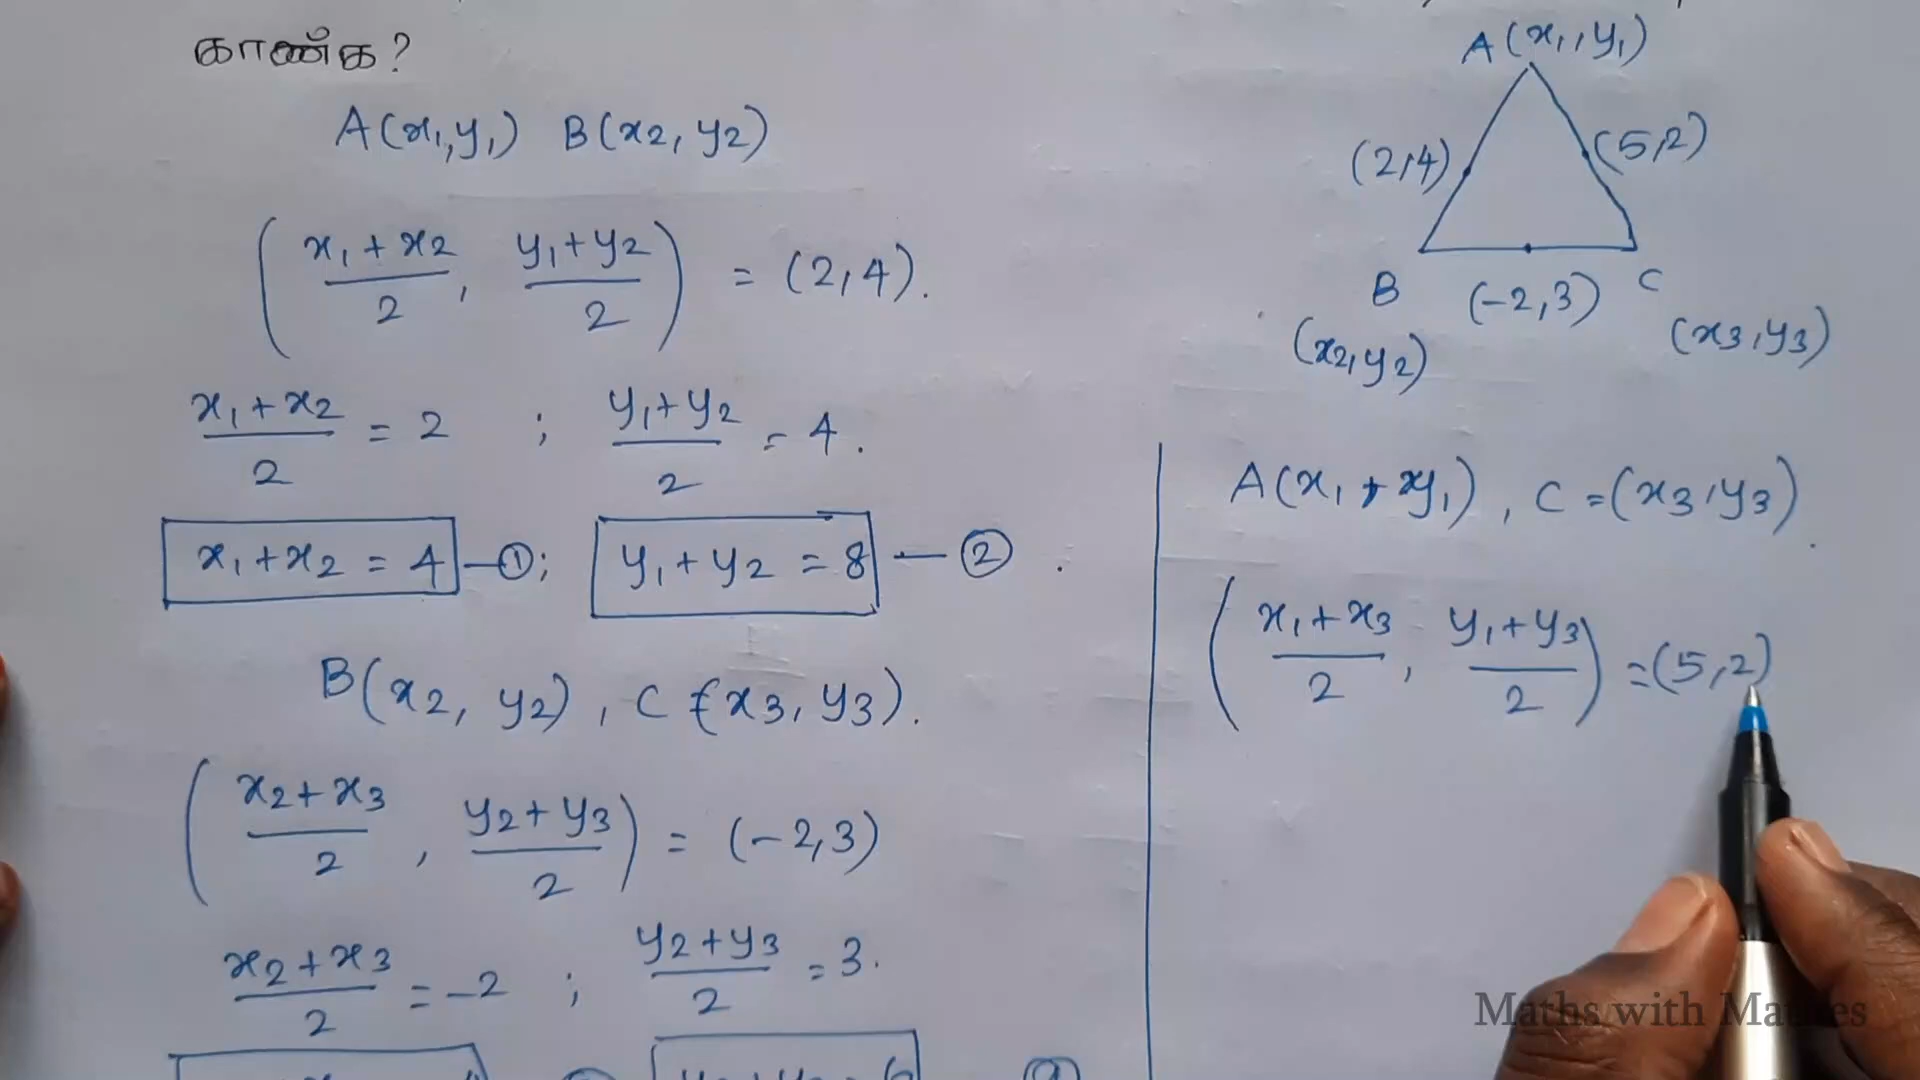 காண்க?
A(x₁,y₁) B(x₂, y₂)
( (x₁+x₂)/2, (y₁+y₂)/2 ) = (2,4).
(x₁+x₂)/2 = 2 ; (y₁+y₂)/2 = 4.
x₁+x₂ = 4 —①; y₁+y₂ = 8 — ②
B(x₂, y₂), C (x₃, y₃).
( (x₂+x₃)/2, (y₂+y₃)/2 ) = (-2,3)
(x₂+x₃)/2 = -2 ; (y₂+y₃)/2 = 3.
A(x₁,y₁)
(2,4) (5,2)
B (-2,3) C
(x₂,y₂) (x₃,y₃)
A(x₁, y₁), C = (x₃,y₃).
( (x₁+x₃)/2, (y₁+y₃)/2 ) = (5,2)
Maths with